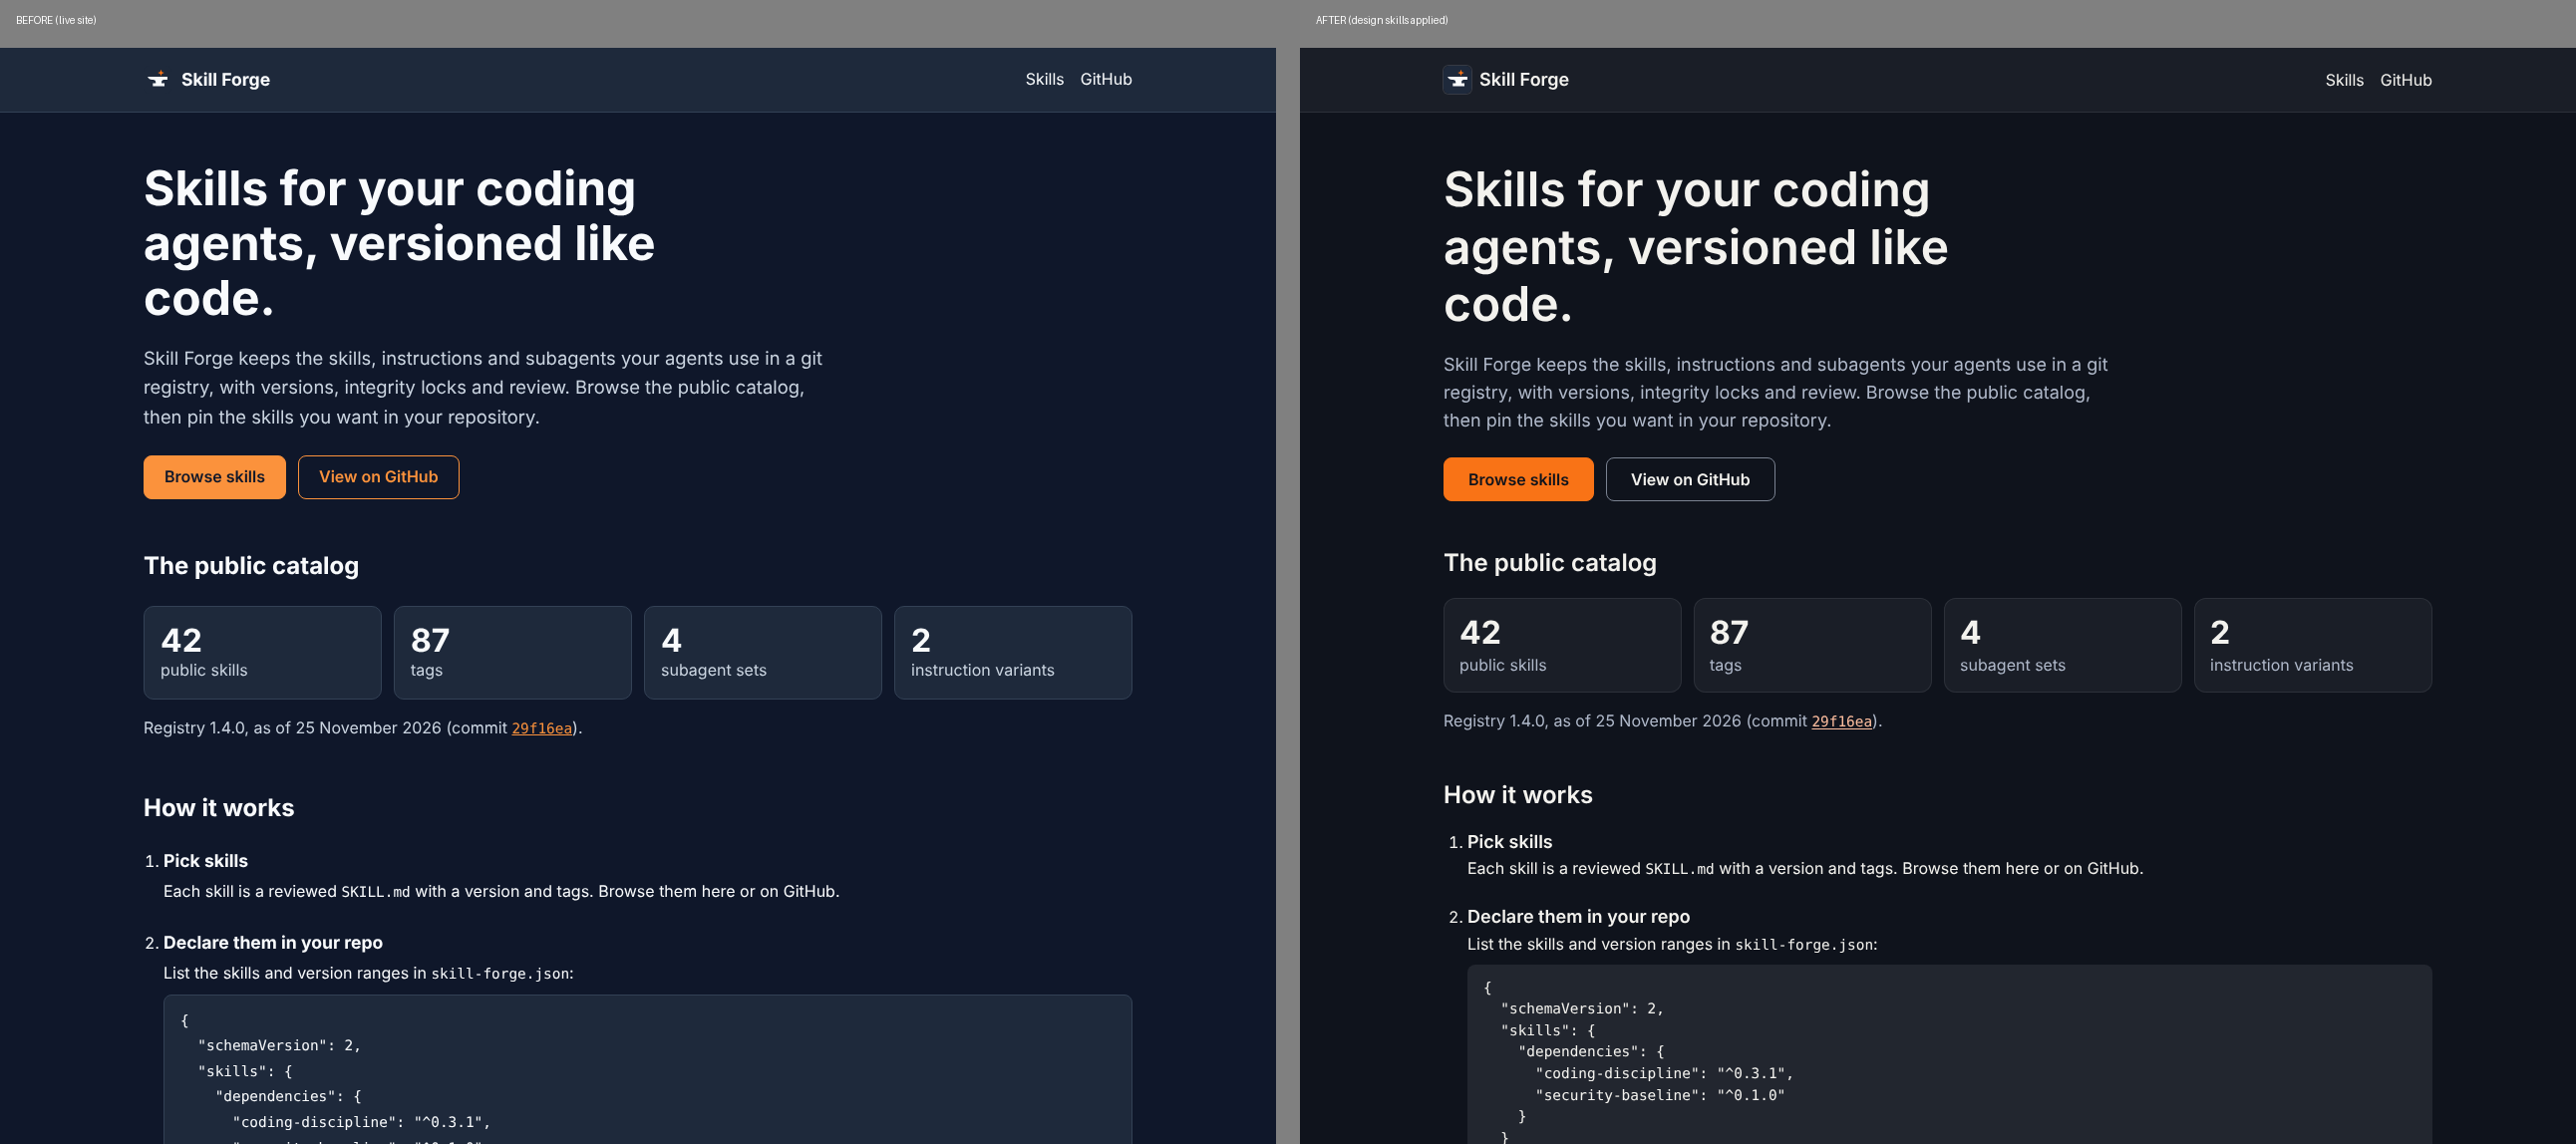 BEFORE (live site)
Skill Forge
Skills GitHub
Skills for your coding
agents, versioned like
code.
Skill Forge keeps the skills, instructions and subagents your agents use in a git
registry, with versions, integrity locks and review. Browse the public catalog,
then pin the skills you want in your repository.
Browse skills View on GitHub
The public catalog
42 87 4 2
public skills tags subagent sets instruction variants
Registry 1.4.0, as of 25 November 2026 (commit 29f16ea).
How it works
1. Pick skills
Each skill is a reviewed SKILL.md with a version and tags. Browse them here or on GitHub.
2. Declare them in your repo
List the skills and version ranges in skill-forge.json:
{
"schemaVersion": 2,
"skills": {
"dependencies": {
"coding-discipline": "^0.3.1",
AFTER (design skills applied)
Skill Forge
Skills GitHub
Skills for your coding
agents, versioned like
code.
Skill Forge keeps the skills, instructions and subagents your agents use in a git
registry, with versions, integrity locks and review. Browse the public catalog,
then pin the skills you want in your repository.
Browse skills View on GitHub
The public catalog
42 87 4 2
public skills tags subagent sets instruction variants
Registry 1.4.0, as of 25 November 2026 (commit 29f16ea).
How it works
1. Pick skills
Each skill is a reviewed SKILL.md with a version and tags. Browse them here or on GitHub.
2. Declare them in your repo
List the skills and version ranges in skill-forge.json:
{
"schemaVersion": 2,
"skills": {
"dependencies": {
"coding-discipline": "^0.3.1",
"security-baseline": "^0.1.0"
}
}